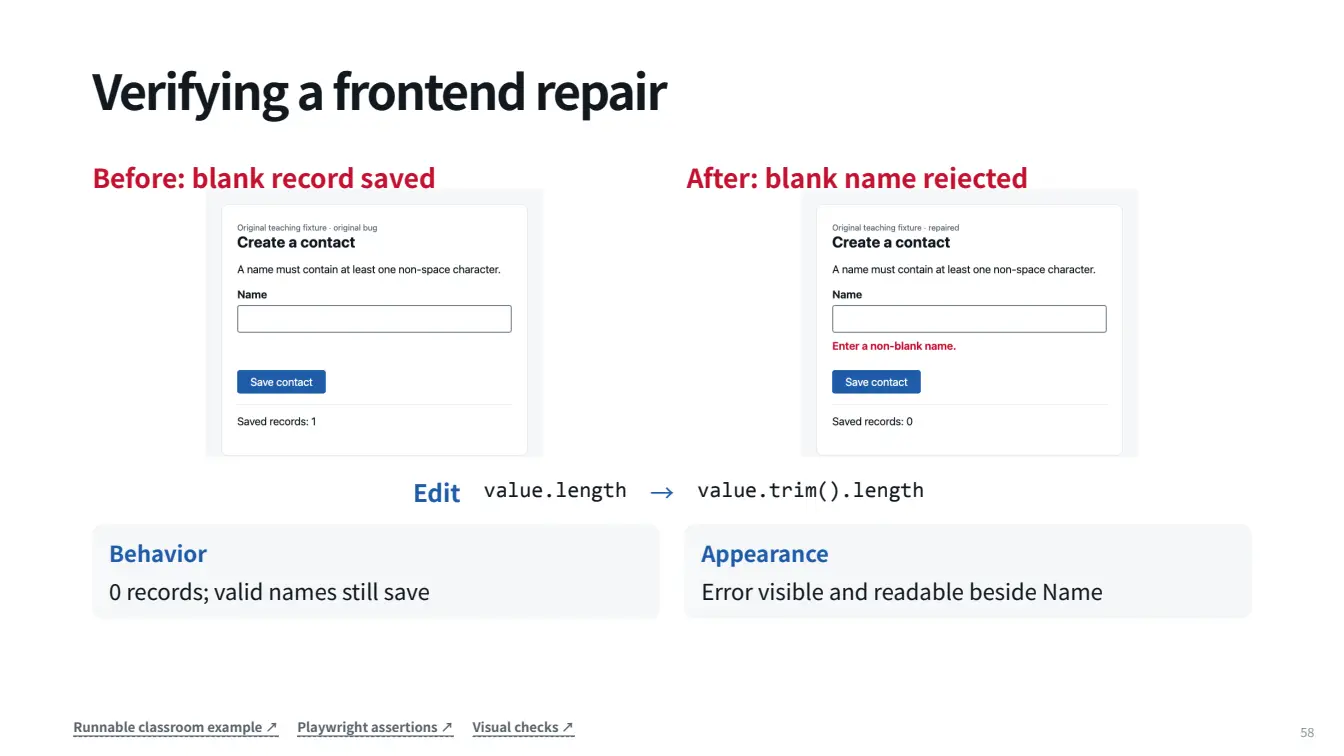 Verifying a frontend repair
Before: blank record saved
Original teaching fixture · original bug
Create a contact
A name must contain at least one non-space character.
Name
Save contact
Saved records: 1
After: blank name rejected
Original teaching fixture · repaired
Create a contact
A name must contain at least one non-space character.
Name
Enter a non-blank name.
Save contact
Saved records: 0
Edit value.length → value.trim().length
Behavior
0 records; valid names still save
Appearance
Error visible and readable beside Name
Runnable classroom example ↗ Playwright assertions ↗ Visual checks ↗
58